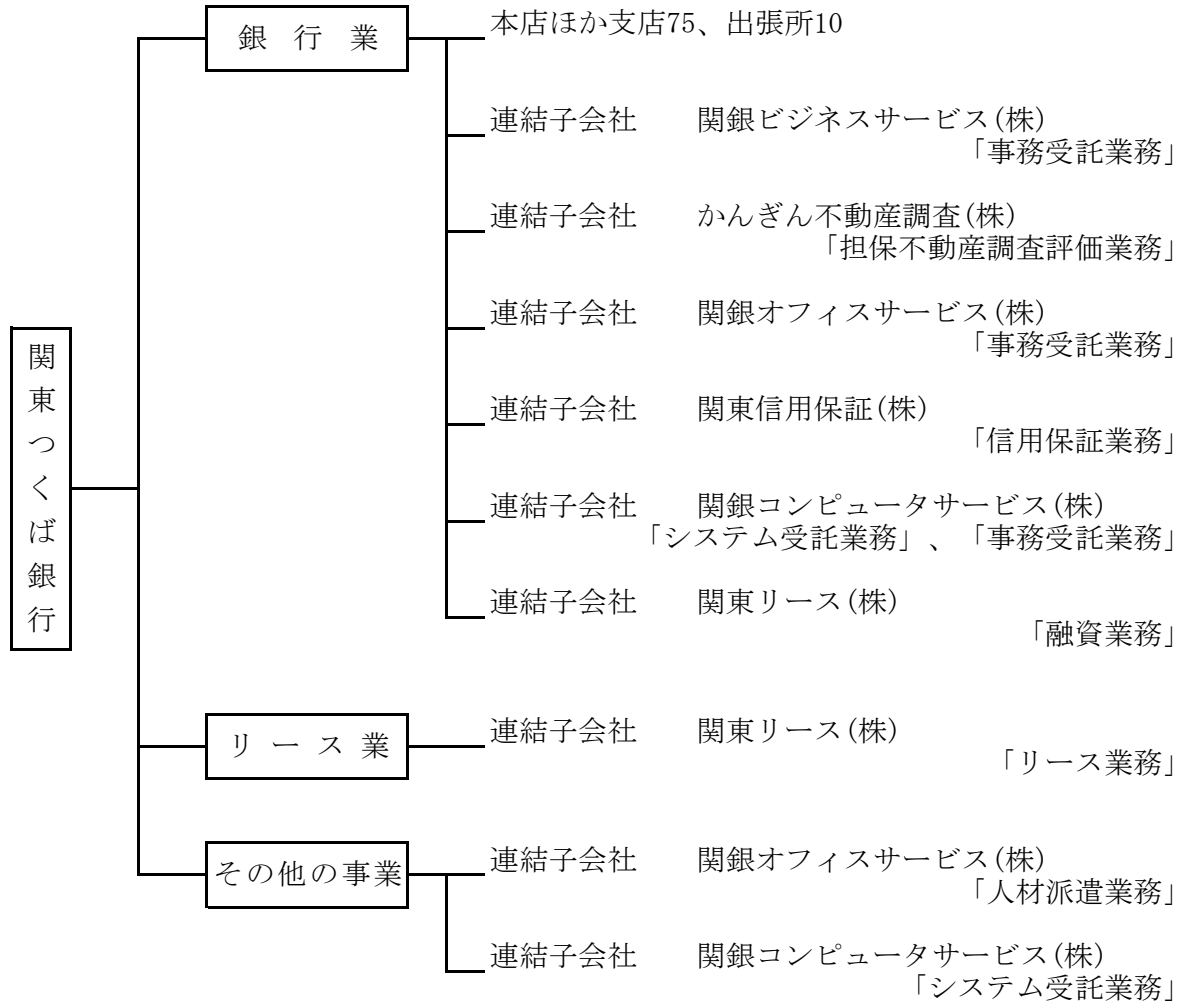 関東つくば銀行
銀行業
本店ほか支店75、出張所10
連結子会社 関銀ビジネスサービス(株)
「事務受託業務」
連結子会社 かんぎん不動産調査(株)
「担保不動産調査評価業務」
連結子会社 関銀オフィスサービス(株)
「事務受託業務」
連結子会社 関東信用保証(株)
「信用保証業務」
連結子会社 関銀コンピュータサービス(株)
「システム受託業務」、「事務受託業務」
連結子会社 関東リース(株)
「融資業務」
リース業
連結子会社 関東リース(株)
「リース業務」
その他の事業
連結子会社 関銀オフィスサービス(株)
「人材派遣業務」
連結子会社 関銀コンピュータサービス(株)
「システム受託業務」